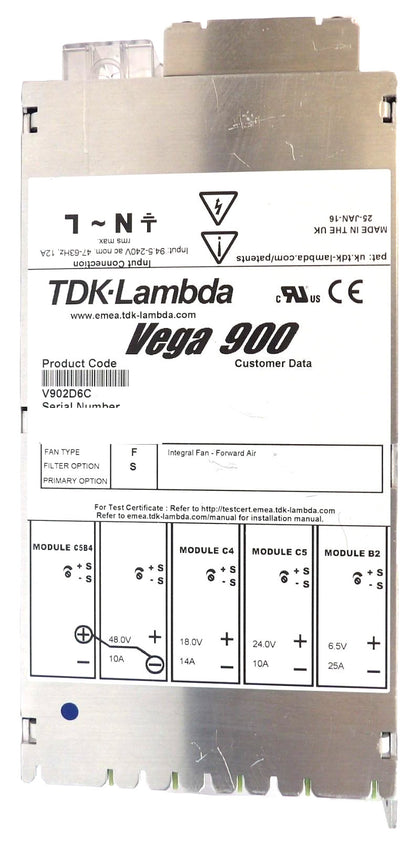 L ~ N ⏚
Input: 94.5-240V ac nom. 47-63Hz, 12A
rms max.
Input Connection
MADE IN THE UK
25-JAN-16
pat: uk.tdk-lambda.com/patents
TDK·Lambda
c RU US CE
www.emea.tdk-lambda.com
Vega 900
Product Code
Customer Data
V902D6C
Serial Number
FAN TYPE F Integral Fan - Forward Air
FILTER OPTION S
PRIMARY OPTION
For Test Certificate : Refer to http://testcert.emea.tdk-lambda.com
Refer to emea.tdk-lambda.com/manual for installation manual.
MODULE C5B4 MODULE C4 MODULE C5 MODULE B2
+ S + S + S + S + S
- S - S - S - S - S
+ 48.0V + 18.0V + 24.0V + 6.5V +
− 10A − 14A − 10A − 25A −